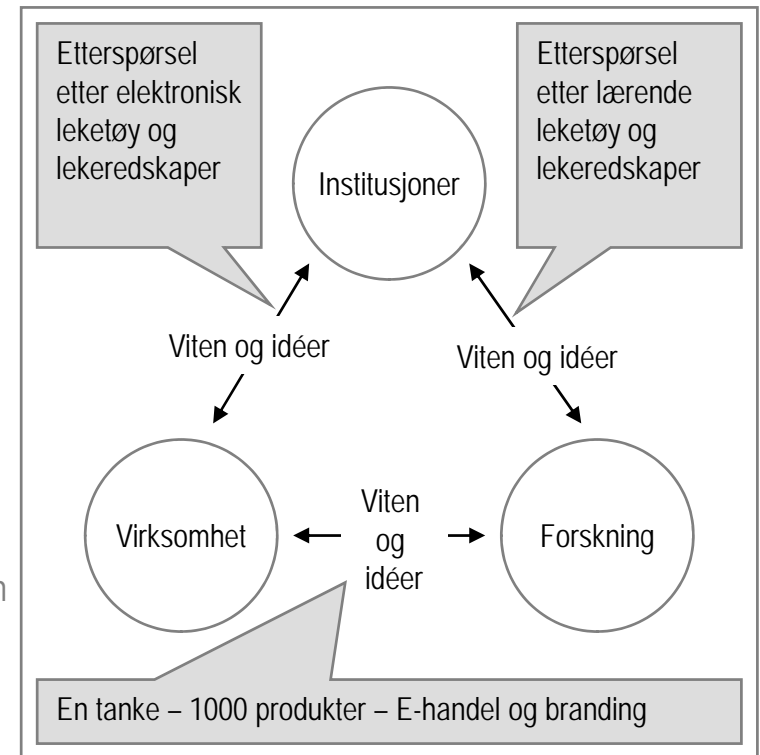 Etterspørsel
etter elektronisk
leketøy og
lekeredskaper
Etterspørsel
etter lærende
leketøy og
lekeredskaper
Institusjoner
Viten og idéer
Viten og idéer
Virksomhet
Viten
og
idéer
Forskning
En tanke – 1000 produkter – E-handel og branding